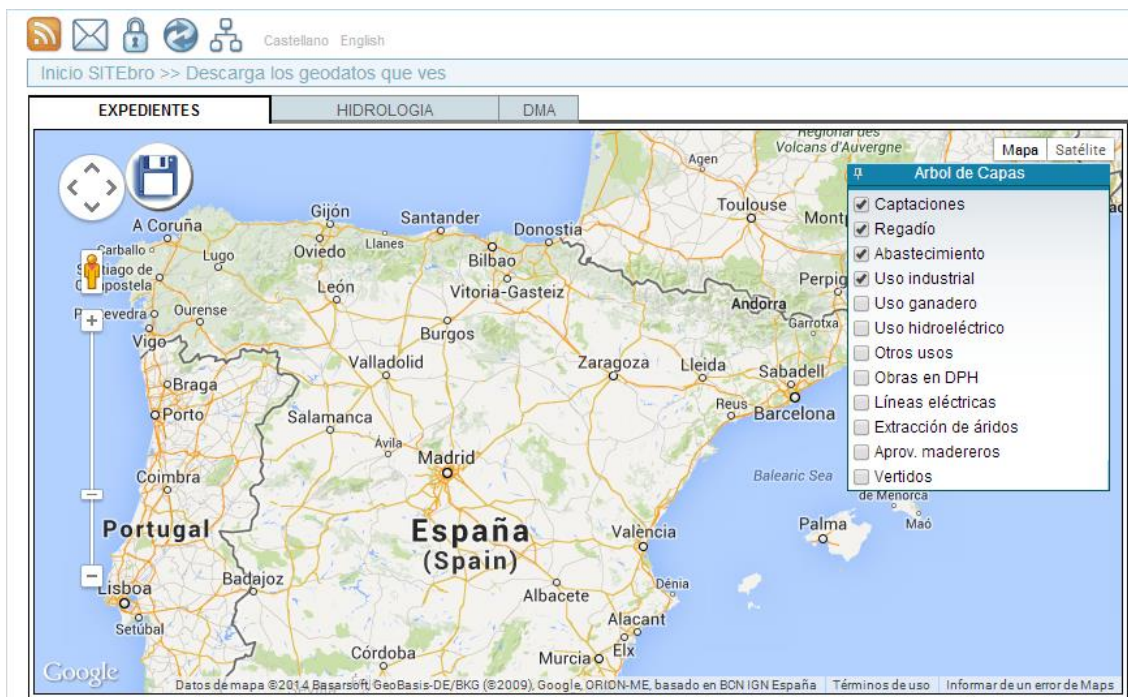 Castellano English
Inicio SITEbro >> Descarga los geodatos que ves
EXPEDIENTES HIDROLOGIA DMA
Regional des
Volcans d'Auvergne
Mapa Satélite
Arbol de Capas
Captaciones
Regadío
Abastecimiento
Uso industrial
Uso ganadero
Uso hidroeléctrico
Otros usos
Obras en DPH
Líneas eléctricas
Extracción de áridos
Aprov. madereros
Vertidos
Agen
Toulouse
Montp
Perpig
A Coruña
Gijón
Santander
Donostia
Carballo
Lugo
Oviedo
Llanes
Bilbao
León
Vitoria-Gasteiz
Andorra
Garrotxa
Ourense
Vigo
Burgos
Valladolid
Zaragoza
Lleida
Sabadell
Braga
Porto
Salamanca
Reus
Barcelona
Ávila
Madrid
Coimbra
Balearic Sea
de Menorca
Portugal
España
(Spain)
València
Palma
Maó
Lisboa
Badajoz
Albacete
Dénia
Setúbal
Alacant
Córdoba
Murcia
Elx
Google
Datos de mapa ©2014 Basarsoft, GeoBasis-DE/BKG (©2009), Google, ORION-ME, basado en BCN IGN España Términos de uso Informar de un error de Maps